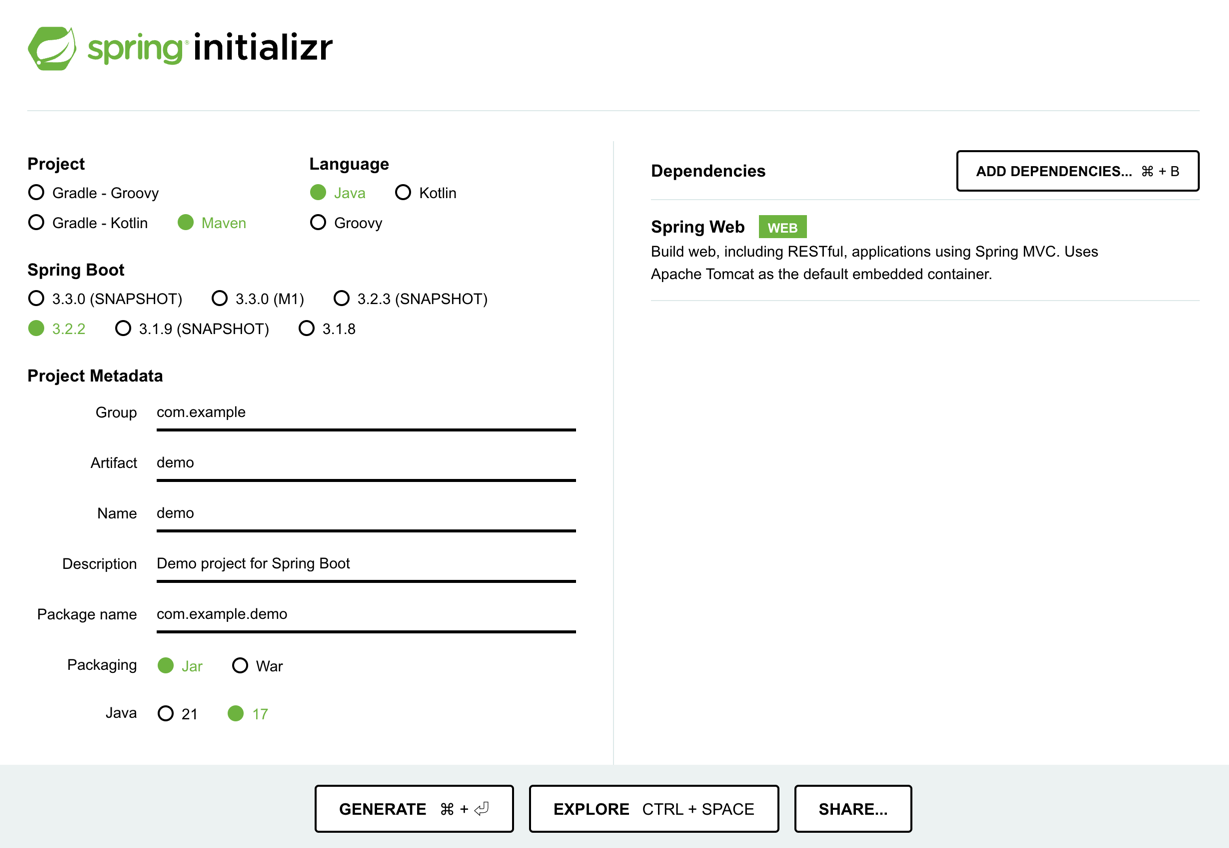 spring initializr
Project
Gradle - Groovy
Gradle - Kotlin Maven
Language
Java Kotlin
Groovy
Spring Boot
3.3.0 (SNAPSHOT) 3.3.0 (M1) 3.2.3 (SNAPSHOT)
3.2.2 3.1.9 (SNAPSHOT) 3.1.8
Project Metadata
Group com.example
Artifact demo
Name demo
Description Demo project for Spring Boot
Package name com.example.demo
Packaging Jar War
Java 21 17
Dependencies ADD DEPENDENCIES... ⌘ + B
Spring Web WEB
Build web, including RESTful, applications using Spring MVC. Uses
Apache Tomcat as the default embedded container.
GENERATE ⌘ + ⏎ EXPLORE CTRL + SPACE SHARE...